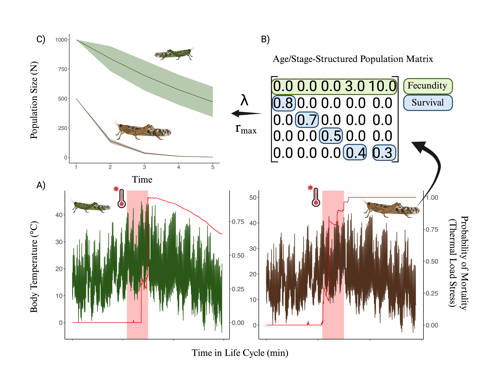 C)
1000
750
500
250
0
Population Size (N)
1 2 3 4 5
Time
λ
rmax
B)
Age/Stage-Structured Population Matrix
0.0 0.0 0.0 3.0 10.0
0.8 0.0 0.0 0.0 0.0
0.0 0.7 0.0 0.0 0.0
0.0 0.0 0.5 0.0 0.0
0.0 0.0 0.0 0.4 0.3
Fecundity
Survival
A)
Body Temperature (°C)
40
30
20
10
0
0.75
0.50
0.25
0.00
50
40
30
20
10
0
1.00
0.75
0.50
0.25
0.00
Probability of Mortality
(Thermal Load Stress)
Time in Life Cycle (min)